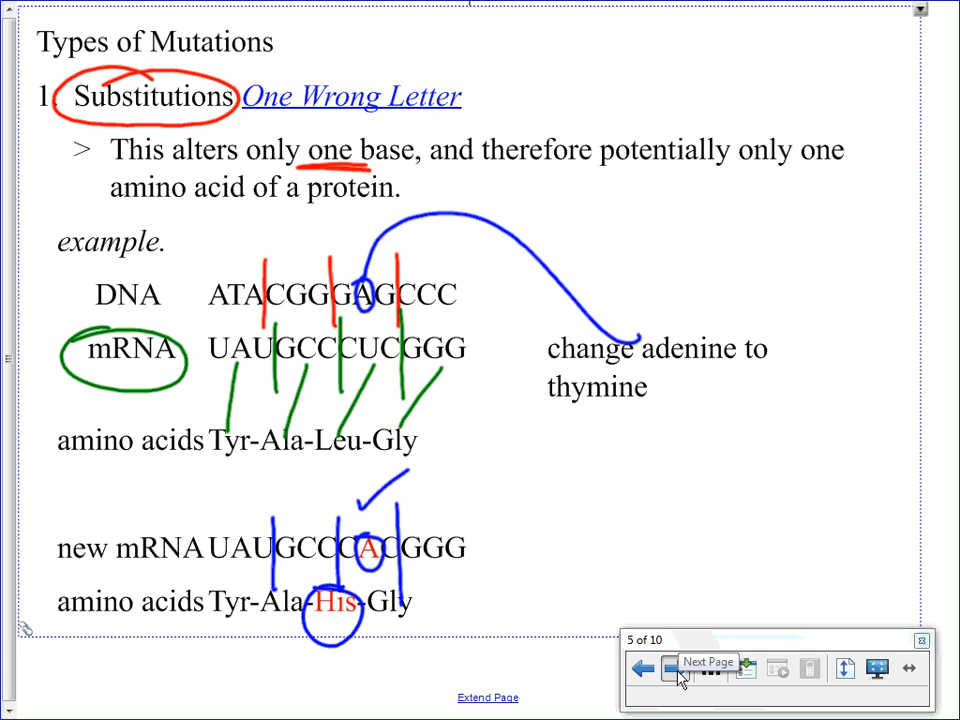 Types of Mutations
1. Substitutions One Wrong Letter
> This alters only one base, and therefore potentially only one
amino acid of a protein.
example.
DNA ATACGGGAGCCC
mRNA UAUGCCCUCGGG change adenine to
thymine
amino acids Tyr-Ala-Leu-Gly
new mRNA UAUGCCCACGGG
amino acids Tyr-Ala-His-Gly
5 of 10
Next Page
Extend Page